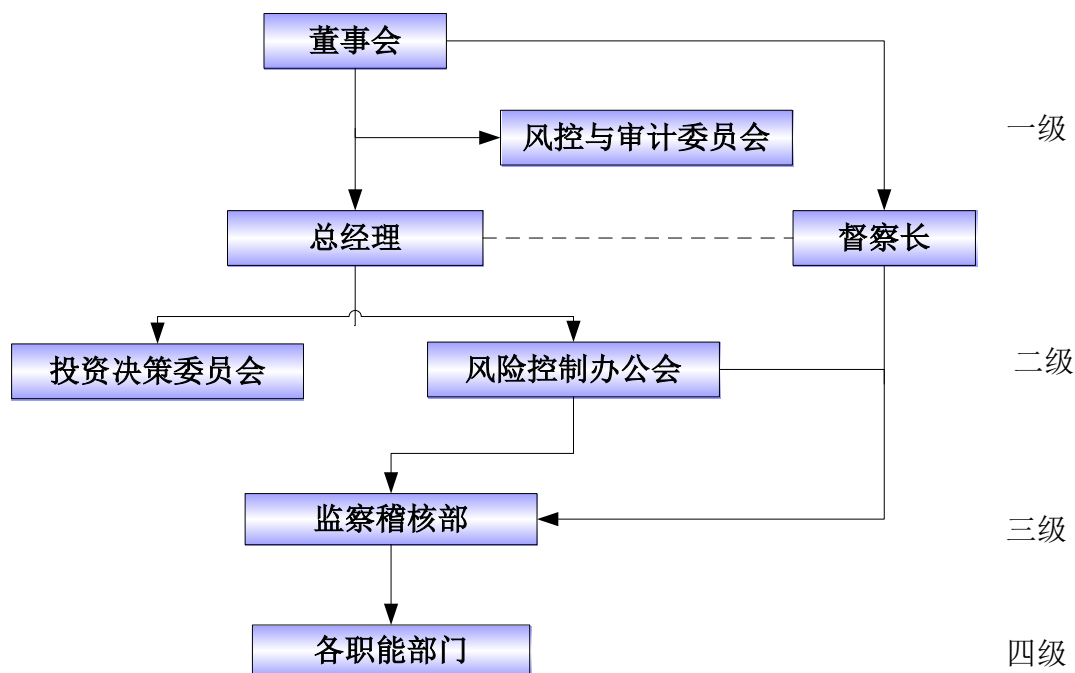 董事会
风控与审计委员会
一级
总经理
督察长
投资决策委员会
风险控制办公会
二级
监察稽核部
三级
各职能部门
四级